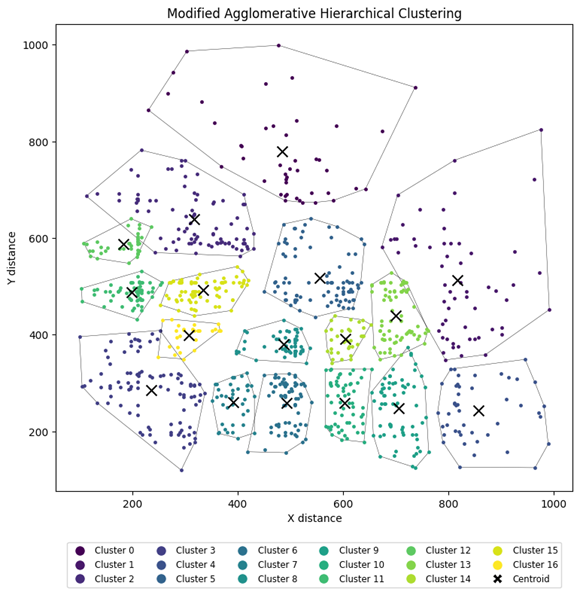 Modified Agglomerative Hierarchical Clustering
1000
800
600
400
200
Y distance
200 400 600 800 1000
X distance
Cluster 0 Cluster 3 Cluster 6 Cluster 9 Cluster 12 Cluster 15
Cluster 1 Cluster 4 Cluster 7 Cluster 10 Cluster 13 Cluster 16
Cluster 2 Cluster 5 Cluster 8 Cluster 11 Cluster 14 Centroid